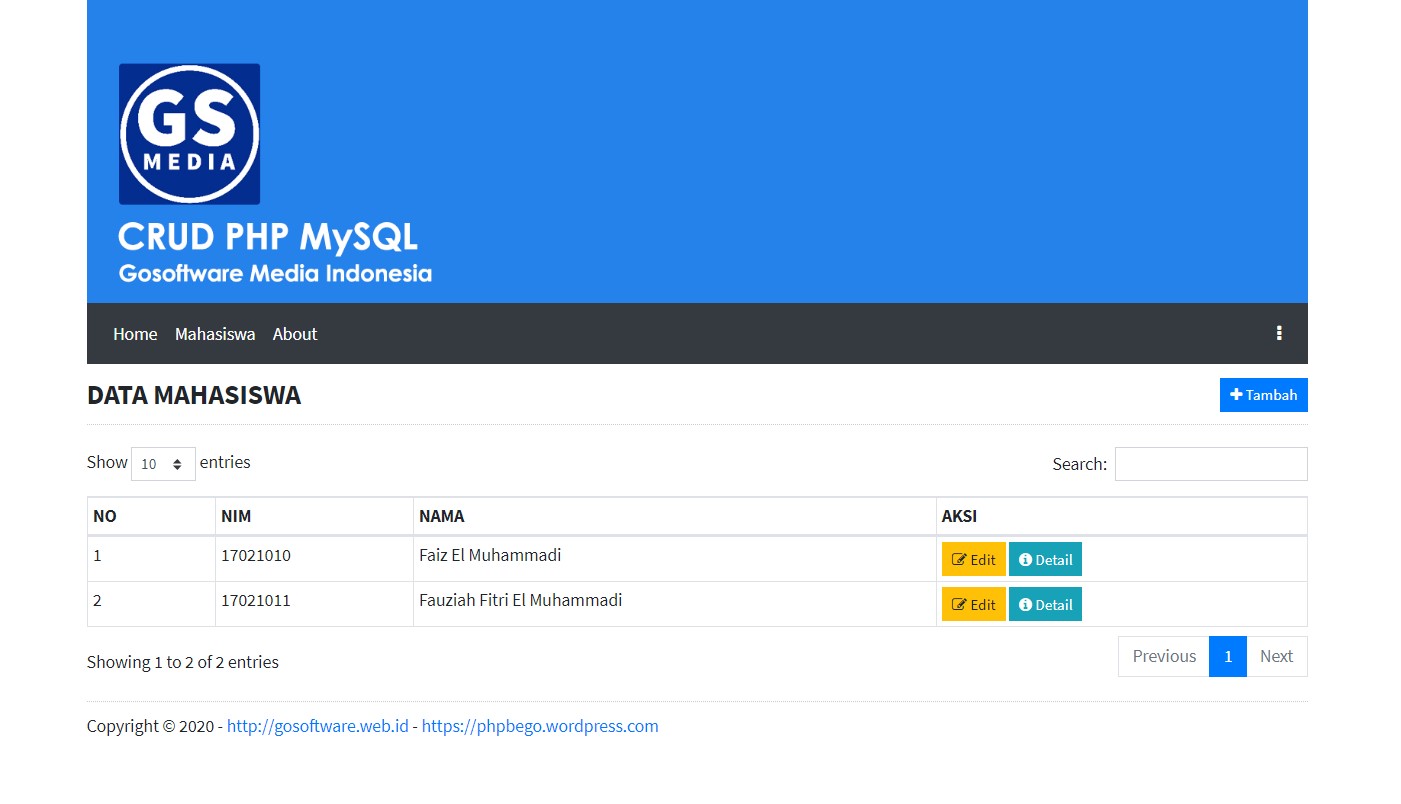 GS
MEDIA
CRUD PHP MySQL
Gosoftware Media Indonesia
Home Mahasiswa About
DATA MAHASISWA Tambah
Show 10 entries Search:
NO NIM NAMA AKSI
1 17021010 Faiz El Muhammadi Edit Detail
2 17021011 Fauziah Fitri El Muhammadi Edit Detail
Showing 1 to 2 of 2 entries Previous 1 Next
Copyright © 2020 - http://gosoftware.web.id - https://phpbego.wordpress.com